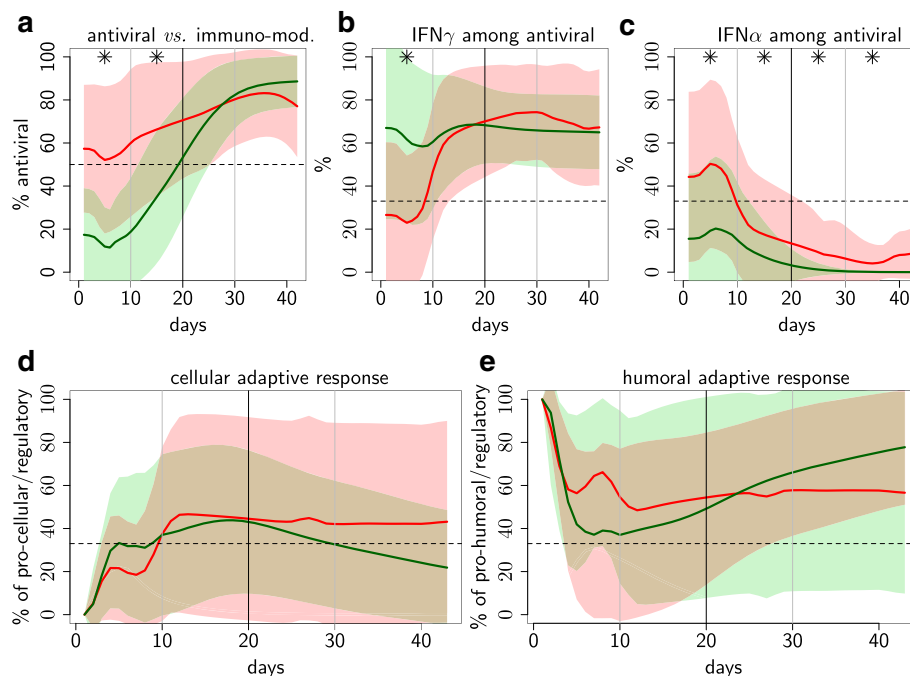 a
antiviral vs. immuno-mod.
% antiviral
0 20 40 60 80 100
* *
0 10 20 30 40
days
b
IFNγ among antiviral
%
0 20 40 60 80 100
*
0 10 20 30 40
days
c
IFNα among antiviral
%
0 20 40 60 80 100
* * * *
0 10 20 30 40
days
d
cellular adaptive response
% of pro-cellular/regulatory
0 20 40 60 80 100
0 10 20 30 40
days
e
humoral adaptive response
% of pro-humoral/regulatory
0 20 40 60 80 100
0 10 20 30 40
days